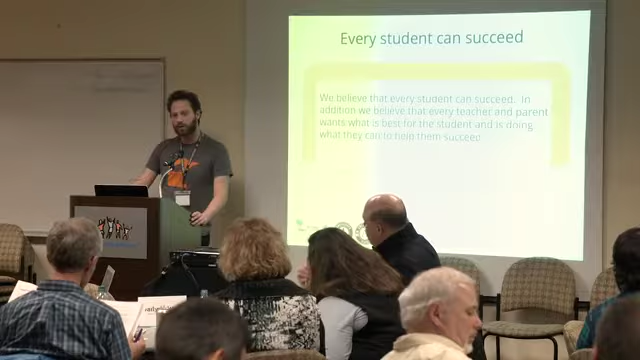 Every student can succeed
We believe that every student can succeed. In
addition we believe that every teacher and parent
wants what is best for the student and is doing
what they can to help them succeed.